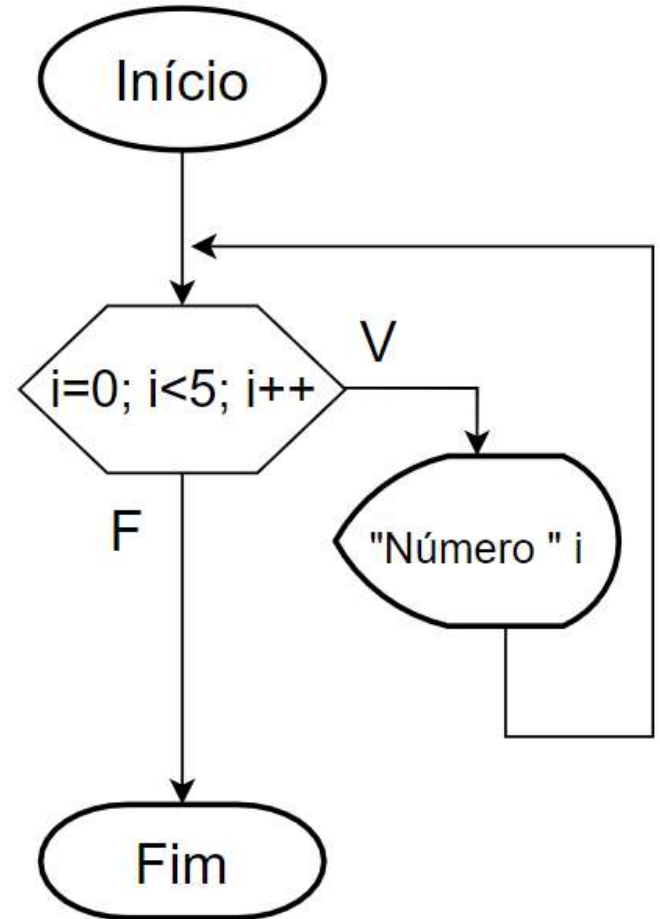 Início
i=0; i<5; i++
V
F
"Número " i
Fim